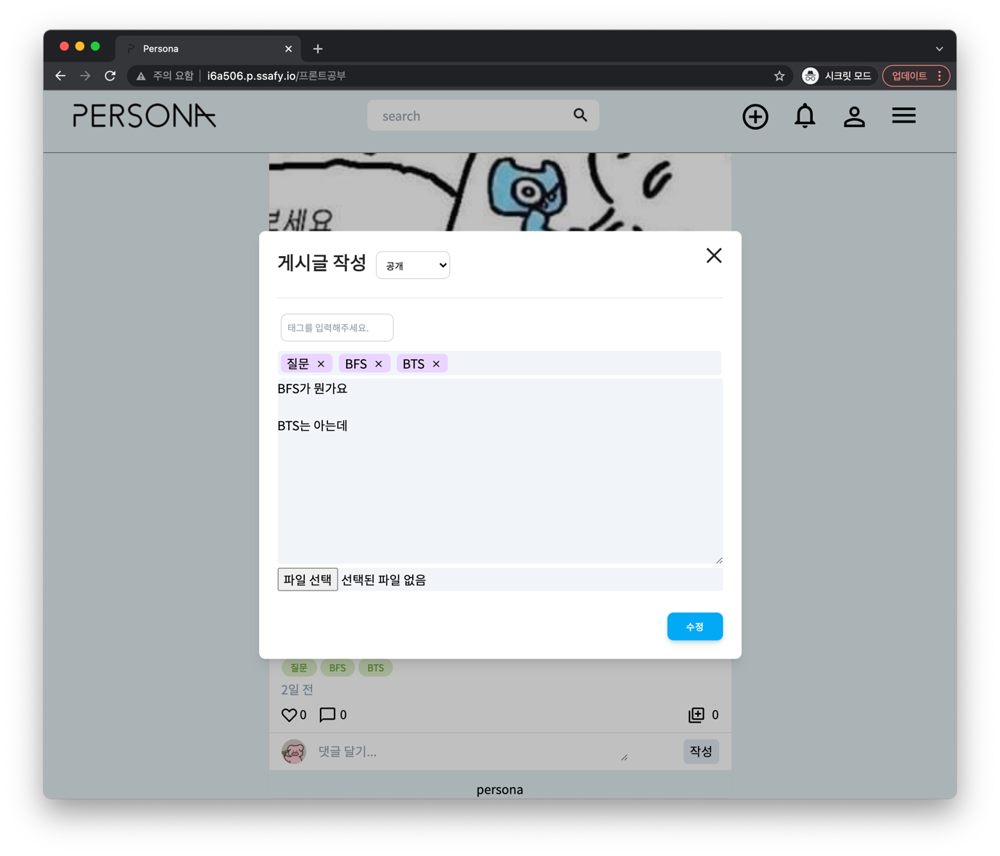 Persona
주의 요함 i6a506.p.ssafy.io/프론트공부
시크릿 모드
업데이트
PERSONA
search
보세요
게시글 작성
공개
태그를 입력해주세요.
질문 × BFS × BTS ×
BFS가 뭔가요
BTS는 아는데
파일 선택 선택된 파일 없음
수정
질문 BFS BTS
2일 전
0 0 0
댓글 달기...
작성
persona